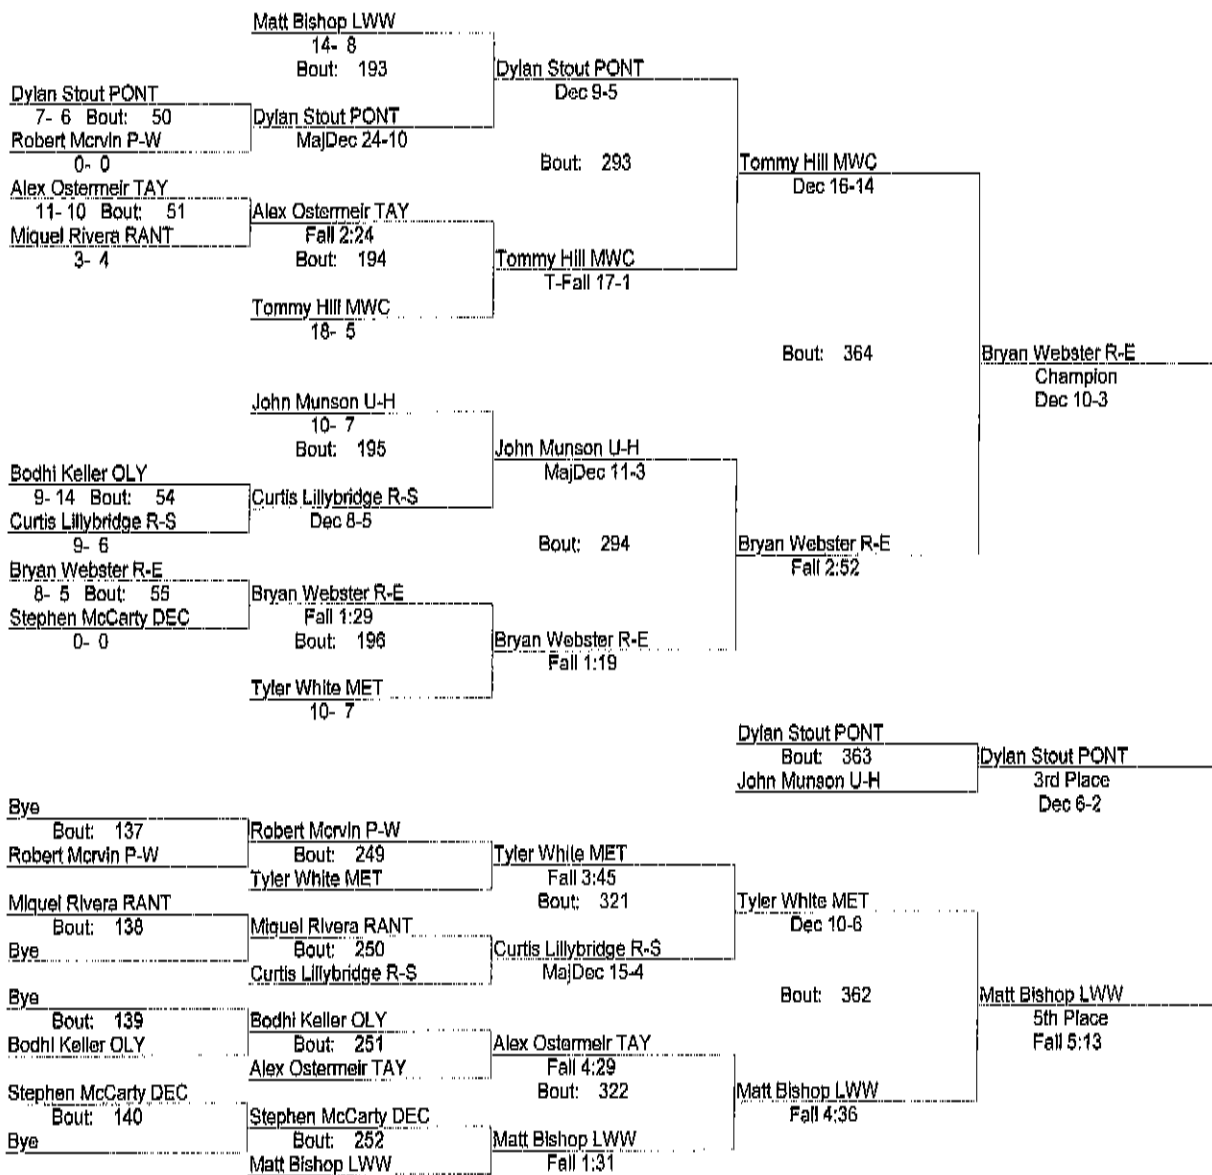 Matt Bishop LWW
14- 8
Bout: 193
Dylan Stout PONT
Dec 9-5
Dylan Stout PONT
7- 6 Bout: 50
Robert Mcrvin P-W
0- 0
Dylan Stout PONT
MajDec 24-10
Bout: 293
Tommy Hill MWC
Dec 16-14
Alex Ostermeir TAY
11- 10 Bout: 51
Miquel Rivera RANT
3- 4
Alex Ostermeir TAY
Fall 2:24
Bout: 194
Tommy Hill MWC
T-Fall 17-1
Tommy Hill MWC
18- 5
Bout: 364
Bryan Webster R-E
Champion
Dec 10-3
John Munson U-H
10- 7
Bout: 195
John Munson U-H
MajDec 11-3
Bodhi Keller OLY
9- 14 Bout: 54
Curtis Lillybridge R-S
9- 6
Curtis Lillybridge R-S
Dec 8-5
Bout: 294
Bryan Webster R-E
Fall 2:52
Bryan Webster R-E
8- 5 Bout: 55
Stephen McCarty DEC
0- 0
Bryan Webster R-E
Fall 1:29
Bout: 196
Bryan Webster R-E
Fall 1:19
Tyler White MET
10- 7
Dylan Stout PONT
Bout: 363
John Munson U-H
Dylan Stout PONT
3rd Place
Dec 6-2
Bye
Bout: 137
Robert Mcrvin P-W
Robert Mcrvin P-W
Bout: 249
Tyler White MET
Tyler White MET
Fall 3:45
Bout: 321
Tyler White MET
Dec 10-6
Miquel Rivera RANT
Bout: 138
Bye
Miquel Rivera RANT
Bout: 250
Curtis Lillybridge R-S
Curtis Lillybridge R-S
MajDec 15-4
Bout: 362
Matt Bishop LWW
5th Place
Fall 5:13
Bye
Bout: 139
Bodhi Keller OLY
Bodhi Keller OLY
Bout: 251
Alex Ostermeir TAY
Alex Ostermeir TAY
Fall 4:29
Bout: 322
Matt Bishop LWW
Fall 4:36
Stephen McCarty DEC
Bout: 140
Bye
Stephen McCarty DEC
Bout: 252
Matt Bishop LWW
Matt Bishop LWW
Fall 1:31